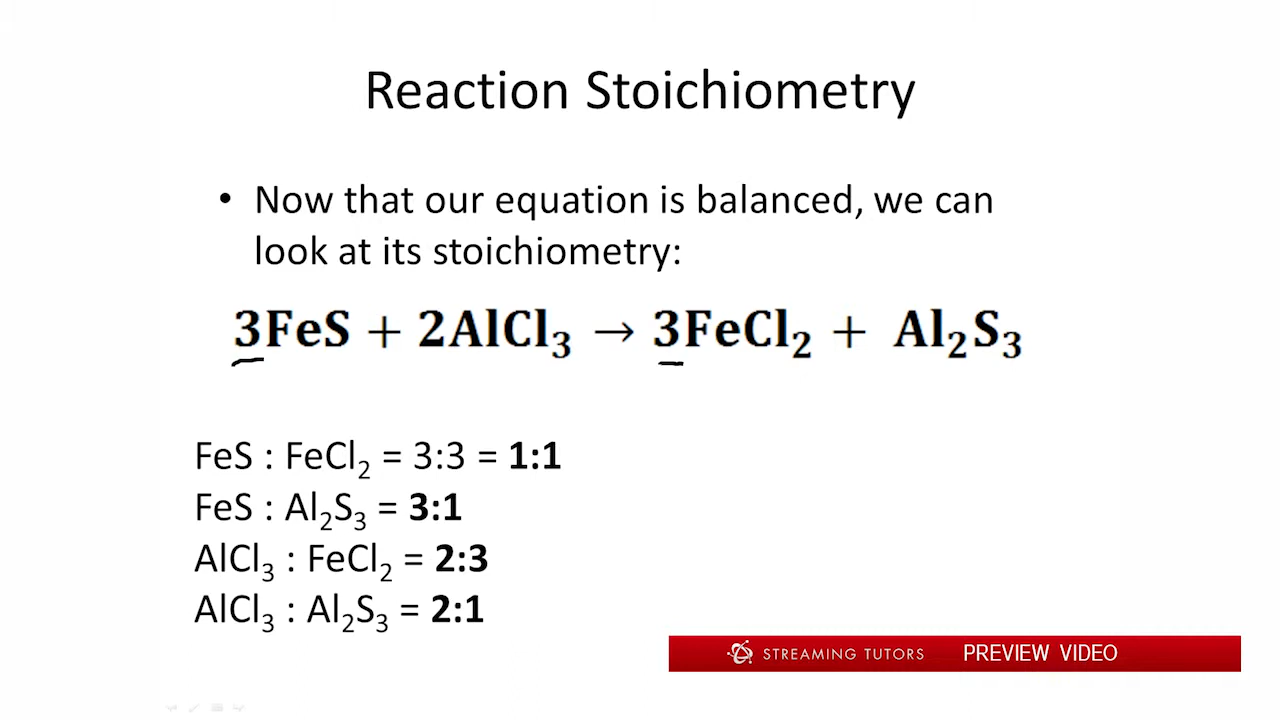 Reaction Stoichiometry
• Now that our equation is balanced, we can
look at its stoichiometry:
3FeS + 2AlCl₃ → 3FeCl₂ + Al₂S₃
FeS : FeCl₂ = 3:3 = 1:1
FeS : Al₂S₃ = 3:1
AlCl₃ : FeCl₂ = 2:3
AlCl₃ : Al₂S₃ = 2:1
STREAMING TUTORS PREVIEW VIDEO